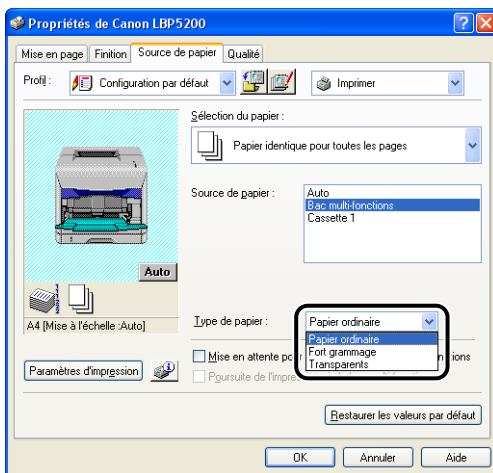 Propriétés de Canon LBP5200
Mise en page Finition Source de papier Qualité
Profil : Configuration par défaut Imprimer
Sélection du papier :
Papier identique pour toutes les pages
Source de papier :
Auto
Bac multi-fonctions
Cassette 1
Auto
A4 [Mise à l'échelle :Auto]
Type de papier :
Papier ordinaire
Papier ordinaire
Fort grammage
Transparents
Mise en attente
Paramètres d'impression
Poursuite de
Restaurer les valeurs par défaut
OK Annuler Aide